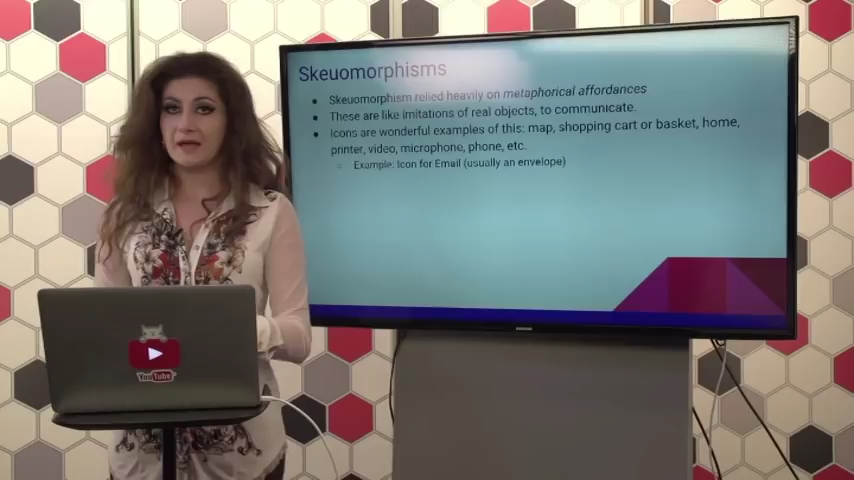 Skeuomorphisms
● Skeuomorphism relied heavily on metaphorical affordances
● These are like imitations of real objects, to communicate.
● Icons are wonderful examples of this: map, shopping cart or basket, home,
printer, video, microphone, phone, etc.
○ Example: Icon for Email (usually an envelope)
YouTube